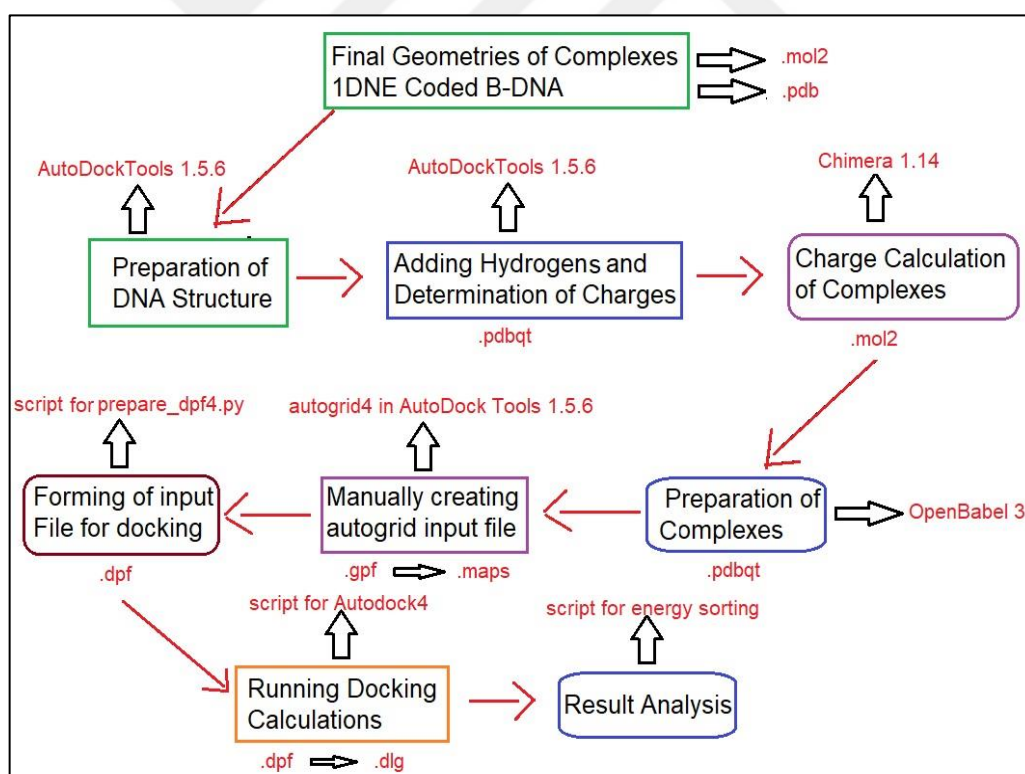 Final Geometries of Complexes
1DNE Coded B-DNA
.mol2
.pdb
AutoDockTools 1.5.6
AutoDockTools 1.5.6
Chimera 1.14
Preparation of
DNA Structure
Adding Hydrogens and
Determination of Charges
Charge Calculation
of Complexes
.pdbqt
.mol2
script for prepare_dpf4.py
autogrid4 in AutoDock Tools 1.5.6
Forming of input
File for docking
Manually creating
autogrid input file
Preparation of
Complexes
OpenBabel 3
.dpf
.gpf
.maps
.pdbqt
script for Autodock4
script for energy sorting
Running Docking
Calculations
Result Analysis
.dpf
.dlg